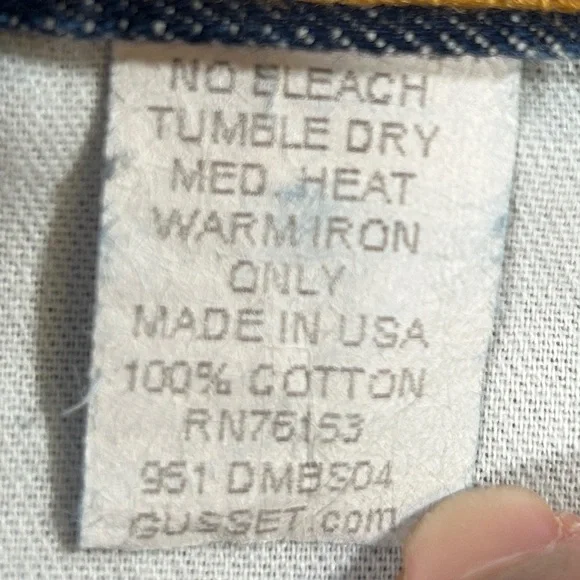 NO BLEACH
TUMBLE DRY
MED. HEAT
WARM IRON
ONLY
MADE IN USA
100% COTTON
RN76153
951 DMBS04
GUSSET.com